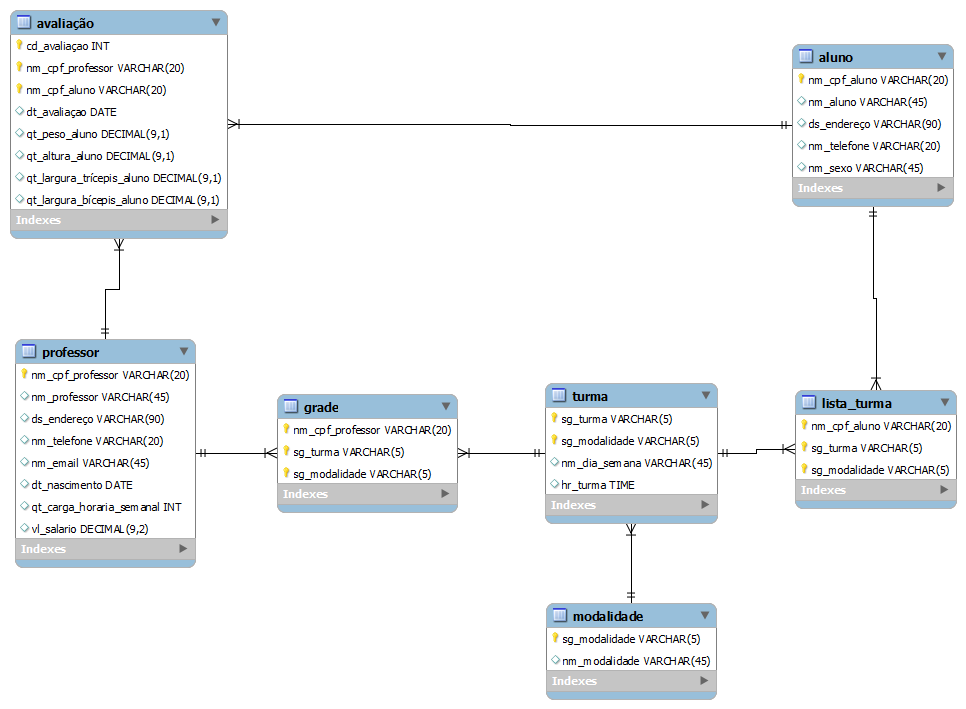 avaliação
cd_avaliaçao INT
nm_cpf_professor VARCHAR(20)
nm_cpf_aluno VARCHAR(20)
dt_avaliaçao DATE
qt_peso_aluno DECIMAL(9,1)
qt_altura_aluno DECIMAL(9,1)
qt_largura_trícepis_aluno DECIMAL(9,1)
qt_largura_bícepis_aluno DECIMAL(9,1)
Indexes
aluno
nm_cpf_aluno VARCHAR(20)
nm_aluno VARCHAR(45)
ds_endereço VARCHAR(90)
nm_telefone VARCHAR(20)
nm_sexo VARCHAR(45)
Indexes
professor
nm_cpf_professor VARCHAR(20)
nm_professor VARCHAR(45)
ds_endereço VARCHAR(90)
nm_telefone VARCHAR(20)
nm_email VARCHAR(45)
dt_nascimento DATE
qt_carga_horaria_semanal INT
vl_salario DECIMAL(9,2)
Indexes
grade
nm_cpf_professor VARCHAR(20)
sg_turma VARCHAR(5)
sg_modalidade VARCHAR(5)
Indexes
turma
sg_turma VARCHAR(5)
sg_modalidade VARCHAR(5)
nm_dia_semana VARCHAR(45)
hr_turma TIME
Indexes
lista_turma
nm_cpf_aluno VARCHAR(20)
sg_turma VARCHAR(5)
sg_modalidade VARCHAR(5)
Indexes
modalidade
sg_modalidade VARCHAR(5)
nm_modalidade VARCHAR(45)
Indexes